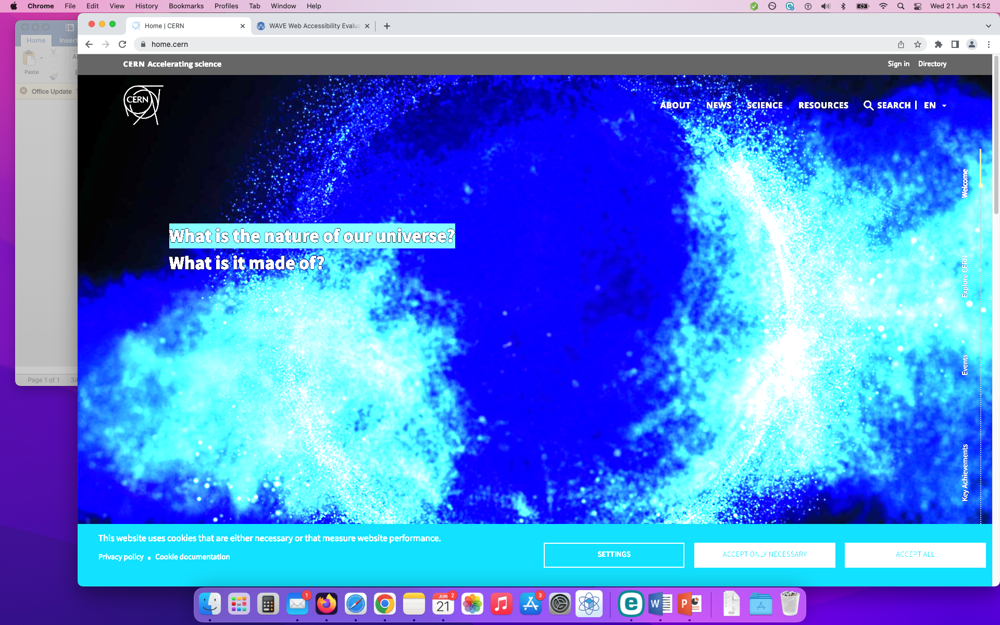 Chrome File Edit View History Bookmarks Profiles Tab Window Help
Wed 21 Jun 14:52
Home | CERN
WAVE Web Accessibility Evalua
home.cern
Home Insert
Paste
Office Update
Page 1 of 1
CERN Accelerating science
Sign in Directory
CERN
ABOUT NEWS SCIENCE RESOURCES SEARCH | EN
What is the nature of our universe?
What is it made of?
Welcome
Explore CERN
Events
Key Achievements
This website uses cookies that are either necessary or that measure website performance.
Privacy policy Cookie documentation
SETTINGS
ACCEPT ONLY NECESSARY
ACCEPT ALL
1
JUN
21
2
3
e
W
P
PDF